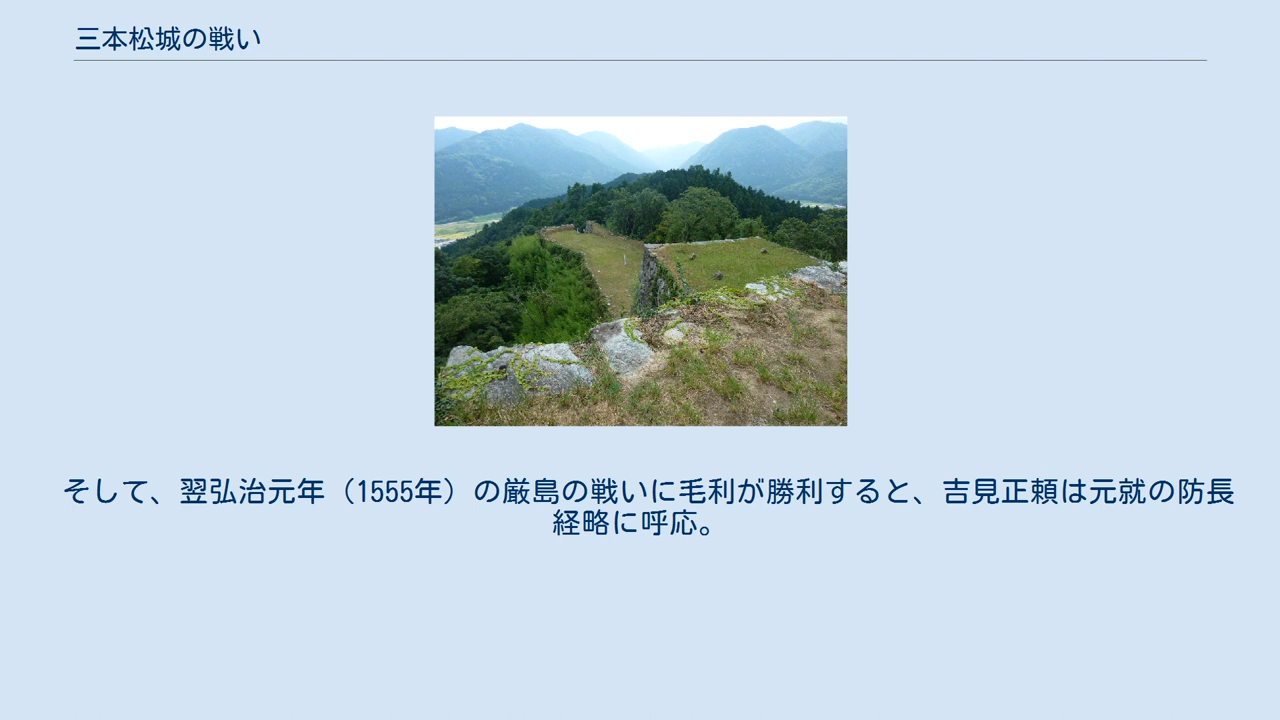 三本松城の戦い
そして、翌弘治元年（1555年）の厳島の戦いに毛利が勝利すると、吉見正頼は元就の防長
経略に呼応。